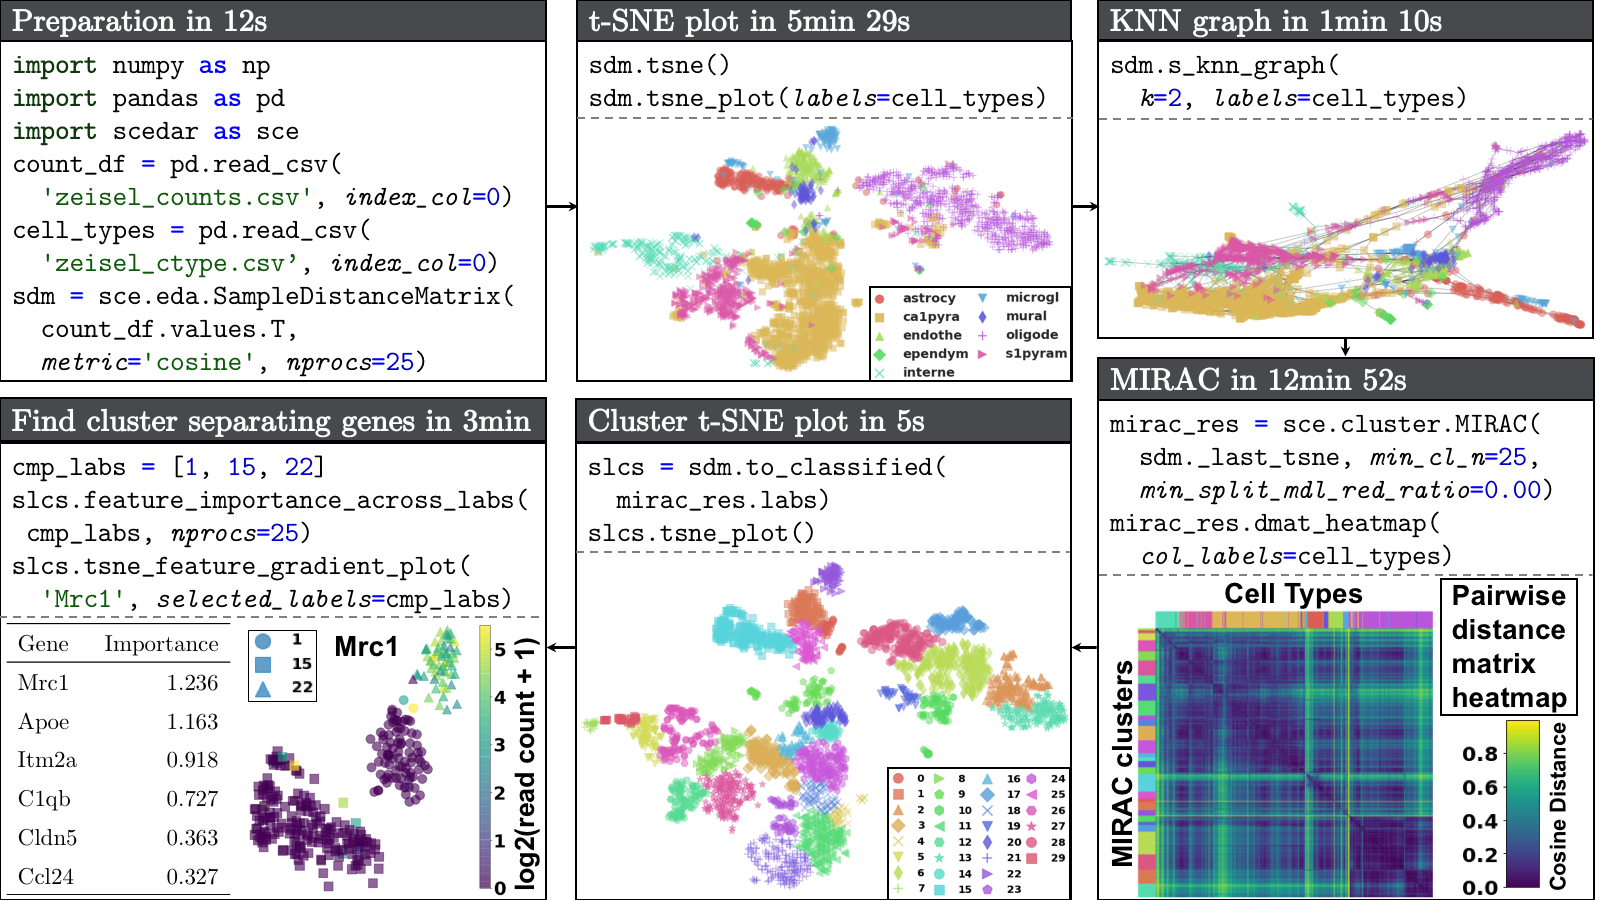 Preparation in 12s
import numpy as np
import pandas as pd
import scedar as sce
count_df = pd.read_csv(
'zeisel_counts.csv', index_col=0)
cell_types = pd.read_csv(
'zeisel_ctype.csv’, index_col=0)
sdm = sce.eda.SampleDistanceMatrix(
count_df.values.T,
metric='cosine', nprocs=25)
t-SNE plot in 5min 29s
sdm.tsne()
sdm.tsne_plot(labels=cell_types)
astrocy
ca1pyra
endothe
ependym
interne
microgl
mural
oligode
s1pyram
KNN graph in 1min 10s
sdm.s_knn_graph(
k=2, labels=cell_types)
MIRAC in 12min 52s
mirac_res = sce.cluster.MIRAC(
sdm._last_tsne, min_cl_n=25,
min_split_mdl_red_ratio=0.00)
mirac_res.dmat_heatmap(
col_labels=cell_types)
Cell Types
MIRAC clusters
Pairwise
distance
matrix
heatmap
0.8
0.6
0.4
0.2
0.0
Cosine Distance
Cluster t-SNE plot in 5s
slcs = sdm.to_classified(
mirac_res.labs)
slcs.tsne_plot()
0 8 16 24
1 9 17 25
2 10 18 26
3 11 19 27
4 12 20 28
5 13 21 29
6 14 22
7 15 23
Find cluster separating genes in 3min
cmp_labs = [1, 15, 22]
slcs.feature_importance_across_labs(
cmp_labs, nprocs=25)
slcs.tsne_feature_gradient_plot(
'Mrc1', selected_labels=cmp_labs)
Gene Importance
Mrc1 1.236
Apoe 1.163
Itm2a 0.918
C1qb 0.727
Cldn5 0.363
Ccl24 0.327
1
15
22
Mrc1
5
4
3
2
1
0
log2(read count + 1)